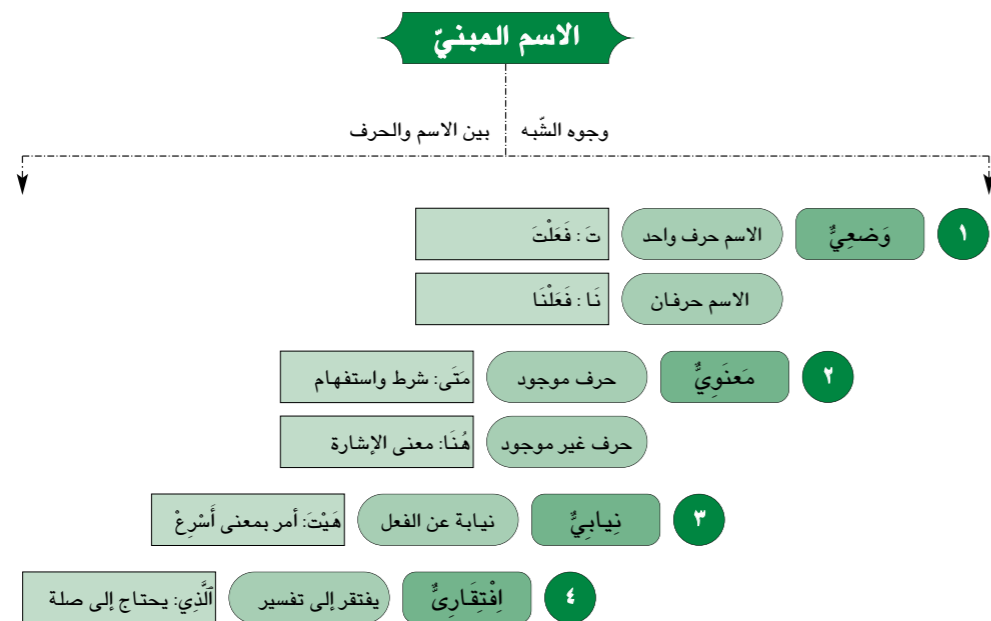 الاسم المبنيّ
وجوه الشّبه بين الاسم والحرف
١ وَضعِيٌّ الاسم حرف واحد تَ : فَعَلْتَ
الاسم حرفان نَا : فَعَلْنَا
٢ مَعنَوِيٌّ حرف موجود مَتَى: شرط واستفهام
حرف غير موجود هُنَا: معنى الإشارة
٣ نِيابِيٌّ نيابة عن الفعل هَيْتَ: أمر بمعنى أَسْرِعْ
٤ اِفْتِقَارِيٌّ يفتقر إلى تفسير ٱلَّذِي: يحتاج إلى صلة